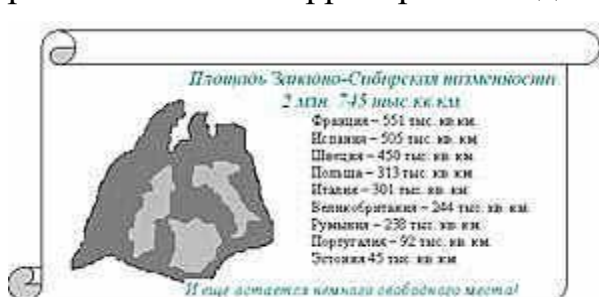 Площадь Западно-Сибирская низменности
2 млн. 745 тыс. кв.км
Франция – 551 тыс. кв.км.
Испания – 505 тыс. кв. км
Швеция – 450 тыс. кв. км
Польша – 313 тыс. кв. км
Италия – 301 тыс. кв. км.
Великобритания – 244 тыс. кв. км.
Румыния – 238 тыс. кв. км.
Португалия – 92 тыс. кв. км
Эстония 45 тыс. кв. км
И еще остается немного свободного места!